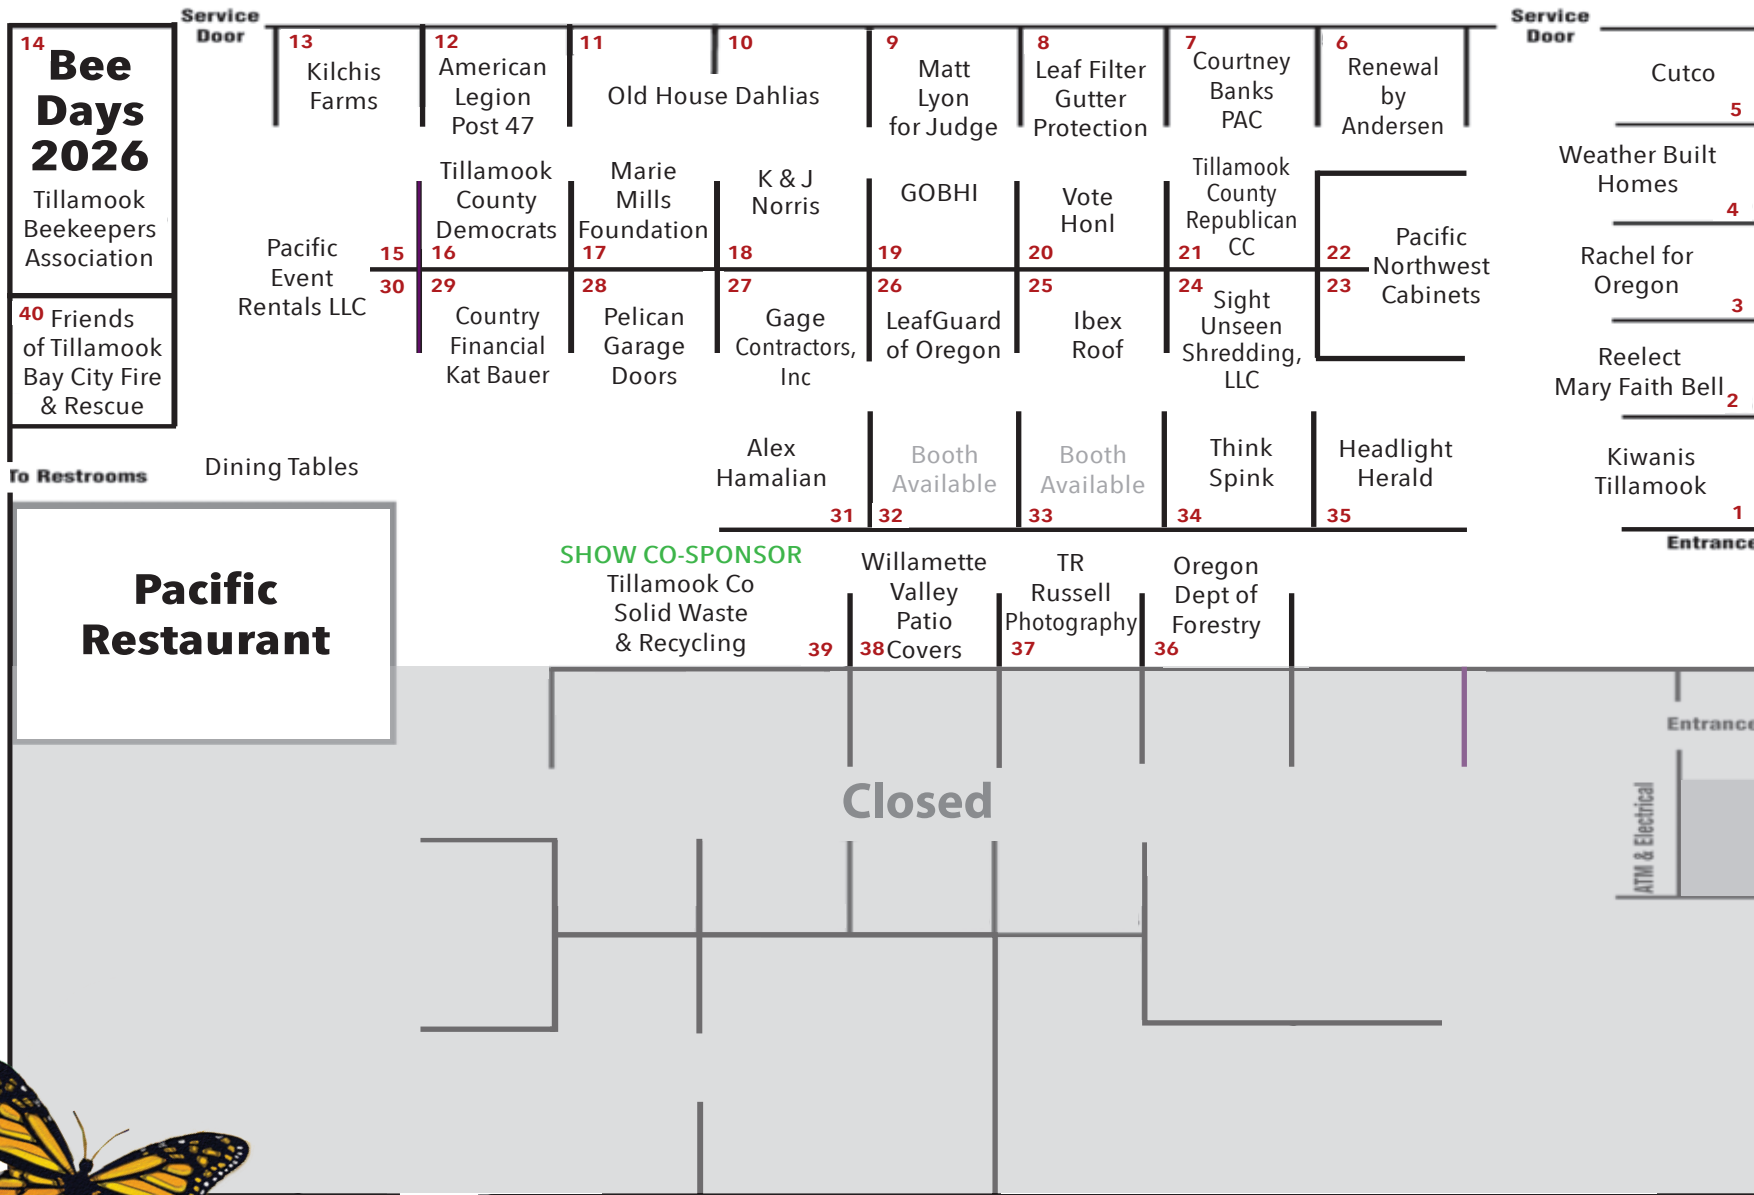 Service
Door
Service
Door
14
Bee
Days
2026
Tillamook
Beekeepers
Association
40 Friends
of Tillamook
Bay City Fire
& Rescue
13
Kilchis
Farms
12
American
Legion
Post 47
11
10
Old House Dahlias
9
Matt
Lyon
for Judge
8
Leaf Filter
Gutter
Protection
7
Courtney
Banks
PAC
6
Renewal
by
Andersen
Cutco
5
Weather Built
Homes
4
Rachel for
Oregon
3
Reelect
Mary Faith Bell
2
Kiwanis
Tillamook
1
Entrance
Pacific
Event
Rentals LLC
15
30
Tillamook
County
Democrats
16
Marie
Mills
Foundation
17
K & J
Norris
18
GOBHI
19
Vote
Honl
20
Tillamook
County
Republican
CC
21
22
23
Pacific
Northwest
Cabinets
29
Country
Financial
Kat Bauer
28
Pelican
Garage
Doors
27
Gage
Contractors,
Inc
26
LeafGuard
of Oregon
25
Ibex
Roof
24
Sight
Unseen
Shredding,
LLC
To Restrooms
Dining Tables
Alex
Hamalian
31
Booth
Available
32
Booth
Available
33
Think
Spink
34
Headlight
Herald
35
Pacific
Restaurant
SHOW CO-SPONSOR
Tillamook Co
Solid Waste
& Recycling
39
Willamette
Valley
Patio
38 Covers
TR
Russell
Photography
37
Oregon
Dept of
Forestry
36
Entrance
Closed
ATM & Electrical